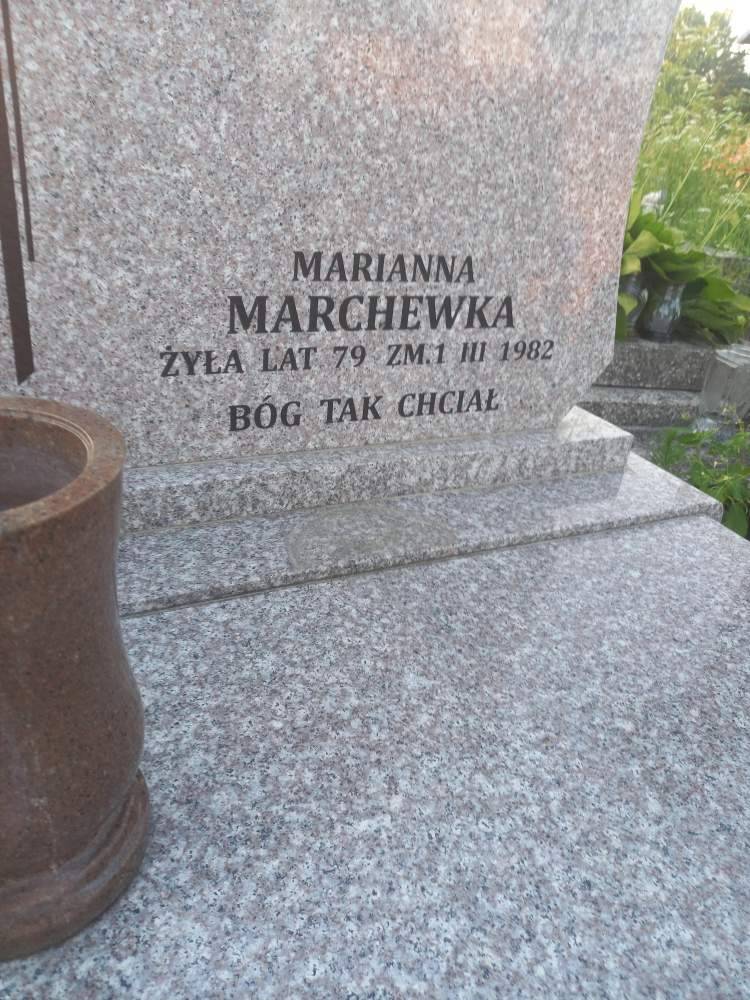 MARIANNA
MARCHEWKA
ŻYŁA LAT 79 ZM.1 III 1982
BÓG TAK CHCIAŁ